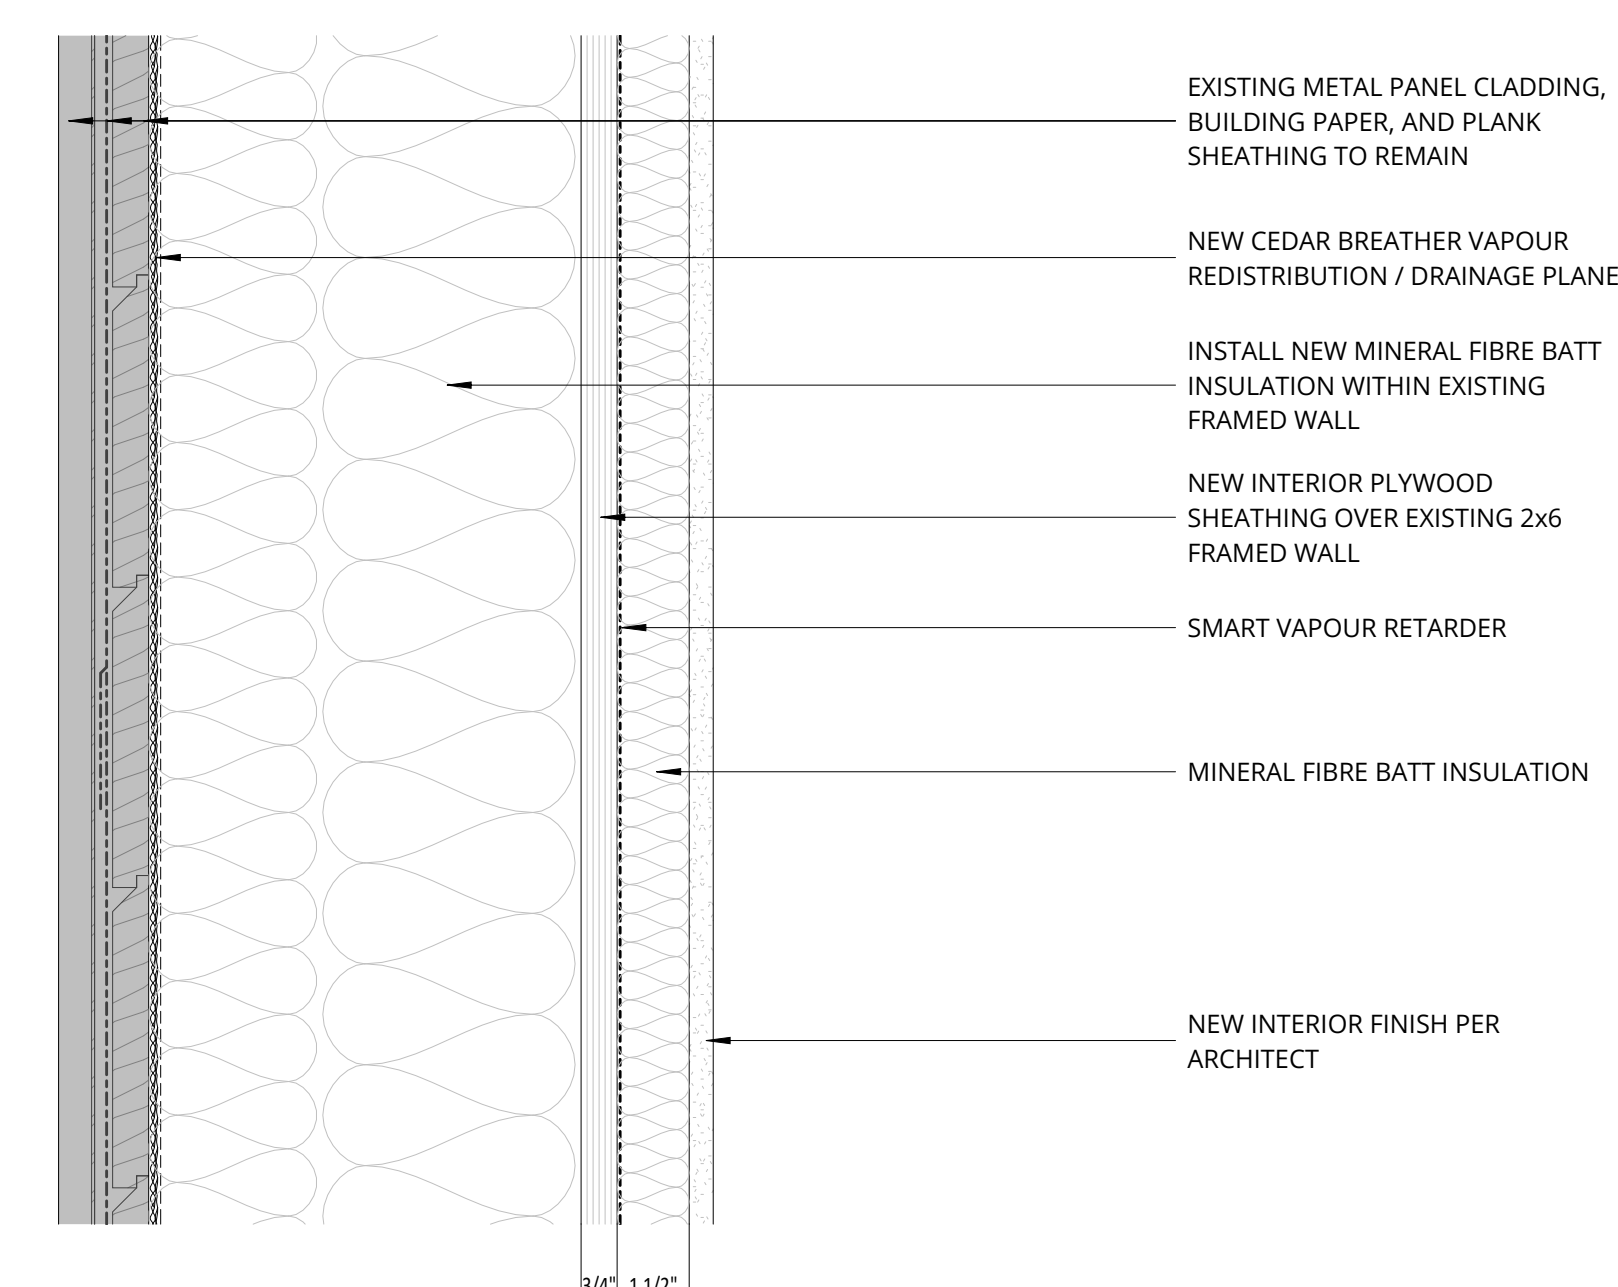 EXISTING METAL PANEL CLADDING,
BUILDING PAPER, AND PLANK
SHEATHING TO REMAIN
NEW CEDAR BREATHER VAPOUR
REDISTRIBUTION / DRAINAGE PLANE
INSTALL NEW MINERAL FIBRE BATT
INSULATION WITHIN EXISTING
FRAMED WALL
NEW INTERIOR PLYWOOD
SHEATHING OVER EXISTING 2x6
FRAMED WALL
SMART VAPOUR RETARDER
MINERAL FIBRE BATT INSULATION
NEW INTERIOR FINISH PER
ARCHITECT
3/4" 1 1/2"